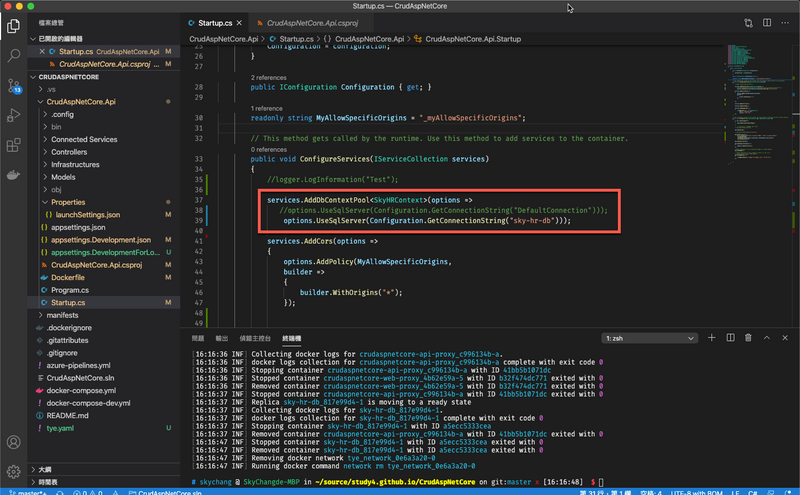 Startup.cs — CrudAspNetCore
檔案總管
已開啟的編輯器
Startup.cs CrudAspNetCore.Api M
CrudAspNetCore.Api.csproj ... M
CRUDASPNETCORE
.vs
CrudAspNetCore.Api
.config
bin
Connected Services
Controllers
Infrastructures
Models
obj
Properties
launchSettings.json M
appsettings.json
appsettings.Development.json M
appsettings.DevelopmentForLo... U
CrudAspNetCore.Api.csproj M
Dockerfile M
Program.cs
Startup.cs M
manifests
.dockerignore
.gitattributes
.gitignore
azure-pipelines.yml
CrudAspNetCore.sln
docker-compose.yml
docker-compose-dev.yml
README.md
tye.yaml U
大綱
時間表
13
Startup.cs
CrudAspNetCore.Api.csproj
CrudAspNetCore.Api > Startup.cs > {} CrudAspNetCore.Api > CrudAspNetCore.Api.Startup
25 Configuration = configuration;
26 }
27
2 references
28 public IConfiguration Configuration { get; }
29
1 reference
30 readonly string MyAllowSpecificOrigins = "_myAllowSpecificOrigins";
31
32 // This method gets called by the runtime. Use this method to add services to the container.
0 references
33 public void ConfigureServices(IServiceCollection services)
34 {
35 //logger.LogInformation("Test");
36
37 services.AddDbContextPool<SkyHRContext>(options =>
38 //options.UseSqlServer(Configuration.GetConnectionString("DefaultConnection")));
39 options.UseSqlServer(Configuration.GetConnectionString("sky-hr-db")));
40
41 services.AddCors(options =>
42 {
43 options.AddPolicy(MyAllowSpecificOrigins,
44 builder =>
45 {
46 builder.WithOrigins("*");
47 });
48
49
問題 輸出 偵錯主控台 終端機 1: zsh
[16:16:36 INF] Collecting docker logs for crudaspnetcore-api-proxy_c996134b-a.
[16:16:36 INF] docker logs collection for crudaspnetcore-api-proxy_c996134b-a complete with exit code 0
[16:16:36 INF] Stopping container crudaspnetcore-api-proxy_c996134b-a with ID 41bb5b1071dc
[16:16:36 INF] Stopped container crudaspnetcore-web-proxy_4b62e59a-5 with ID b32f474dc771 exited with 0
[16:16:36 INF] Removed container crudaspnetcore-web-proxy_4b62e59a-5 with ID b32f474dc771 exited with 0
[16:16:36 INF] Stopped container crudaspnetcore-api-proxy_c996134b-a with ID 41bb5b1071dc exited with 0
[16:16:36 INF] Replica sky-hr-db_817e99d4-1 is moving to a ready state
[16:16:37 INF] Collecting docker logs for sky-hr-db_817e99d4-1.
[16:16:37 INF] docker logs collection for sky-hr-db_817e99d4-1 complete with exit code 0
[16:16:37 INF] Stopping container sky-hr-db_817e99d4-1 with ID a5ecc5333cea
[16:16:37 INF] Removed container crudaspnetcore-api-proxy_c996134b-a with ID 41bb5b1071dc exited with 0
[16:16:47 INF] Stopped container sky-hr-db_817e99d4-1 with ID a5ecc5333cea exited with 0
[16:16:47 INF] Removed container sky-hr-db_817e99d4-1 with ID a5ecc5333cea exited with 0
[16:16:47 INF] Removing docker network tye_network_0e6a3a20-0
[16:16:47 INF] Running docker command network rm tye_network_0e6a3a20-0
# skychang @ SkyChangde-MBP in ~/source/study4.github.io/CrudAspNetCore on git:master x [16:16:48] $
master*+ 0 0 CrudAspNetCore.sln 第 31 行，第 1 欄 空格: 4 UTF-8 with BOM LF C#